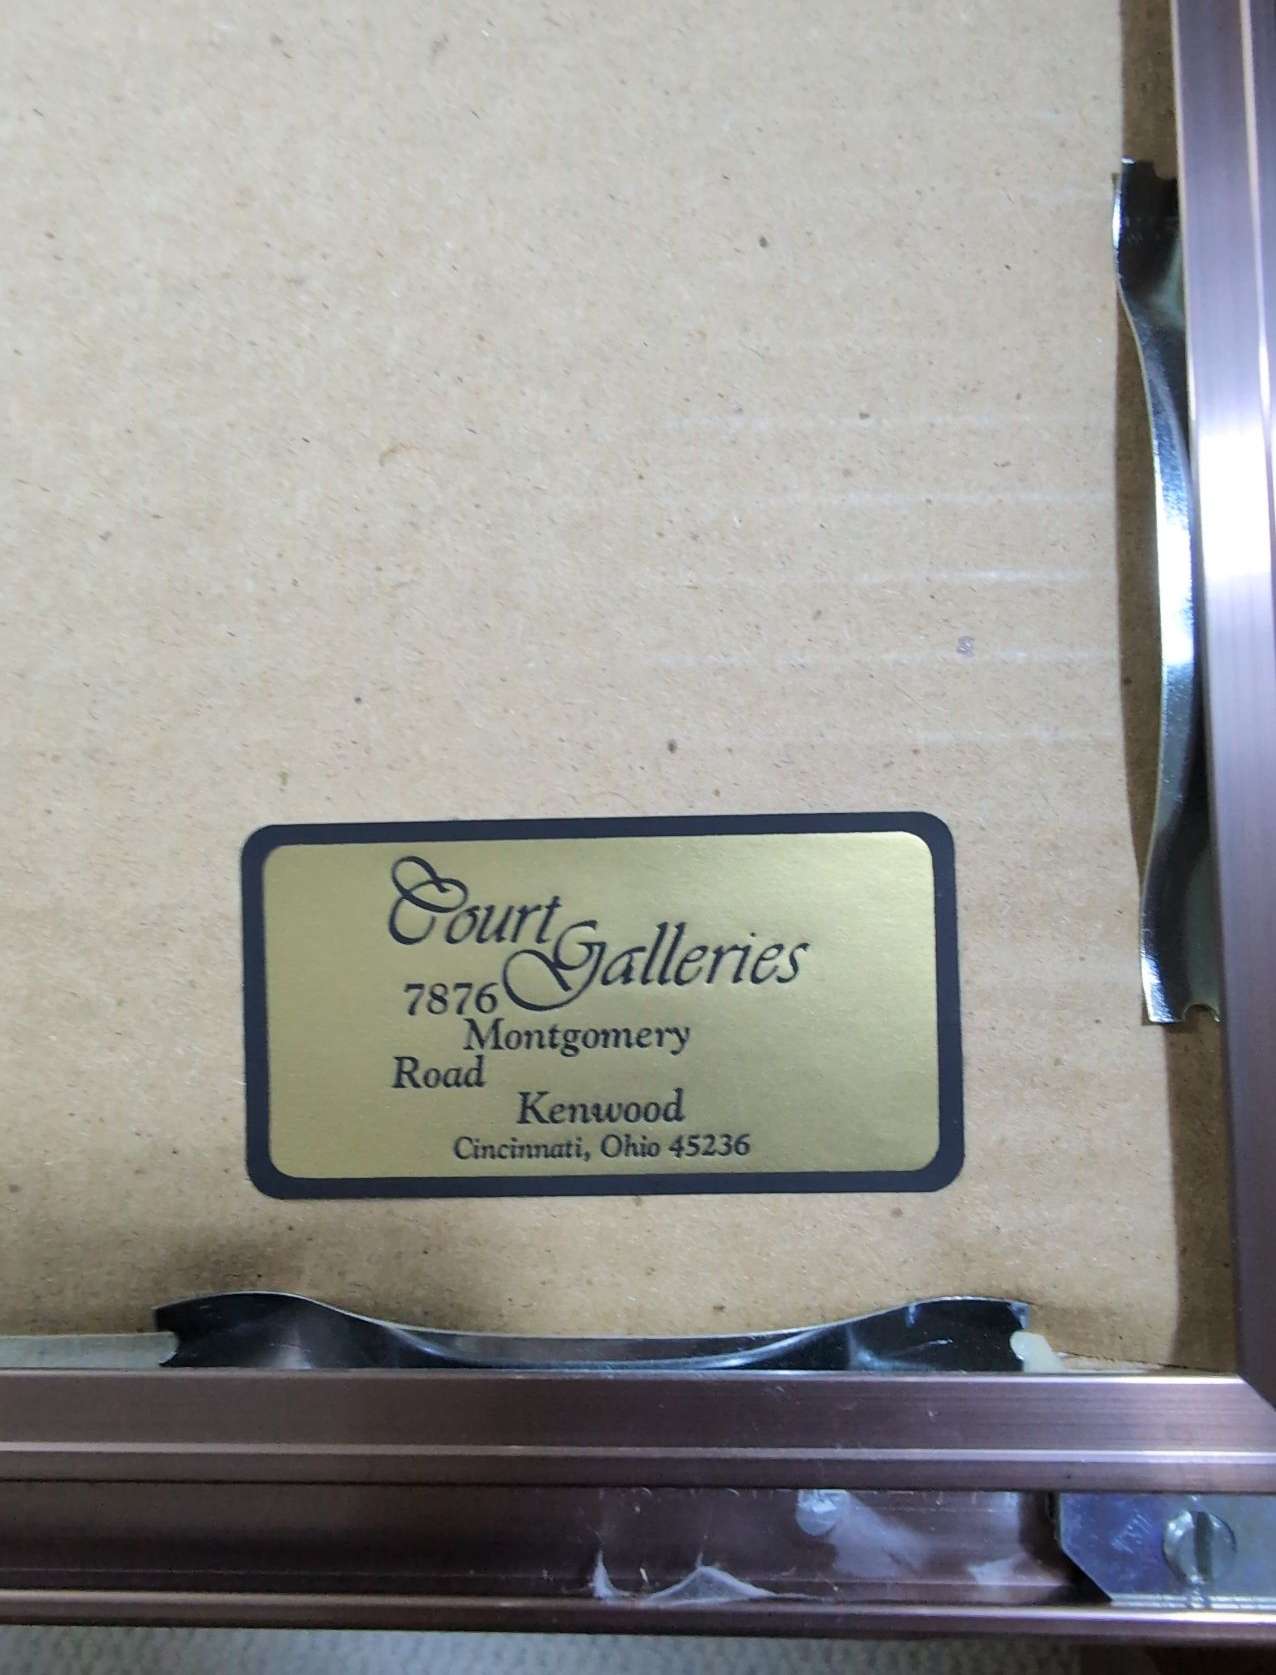 Court
Galleries
7876
Montgomery
Road
Kenwood
Cincinnati, Ohio 45236